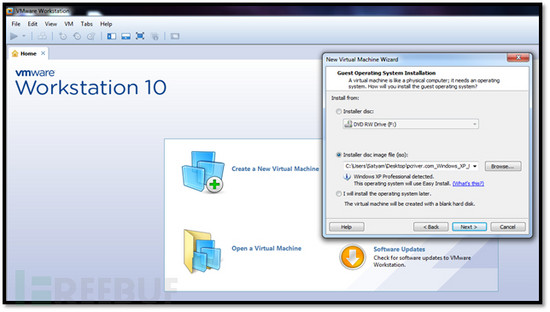 VMware Workstation
File Edit View VM Tabs Help
Home
vmware
Workstation 10
Create a New Virtual Machine
Open a Virtual Machine
Software Updates
Check for software updates to VMware
Workstation.
New Virtual Machine Wizard
Guest Operating System Installation
A virtual machine is like a physical computer; it needs an operating
system. How will you install the guest operating system?
Install from:
Installer disc:
DVD RW Drive (F:)
Installer disc image file (iso):
C:\Users\Satyam\Desktop\pcriver.com_Windows_XP_
Browse...
Windows XP Professional detected.
This operating system will use Easy Install. (What's this?)
I will install the operating system later.
The virtual machine will be created with a blank hard disk.
Help < Back Next > Cancel
REEBUF